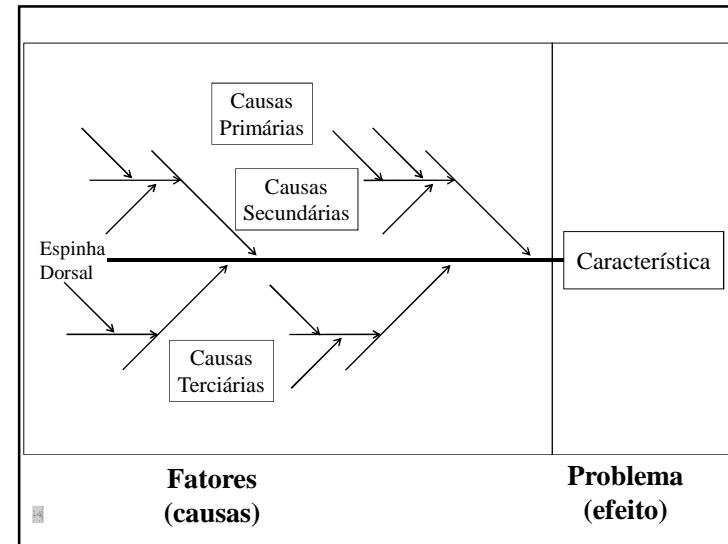 Causas
Primárias
Causas
Secundárias
Espinha
Dorsal
Característica
Causas
Terciárias
Fatores
(causas)
Problema
(efeito)